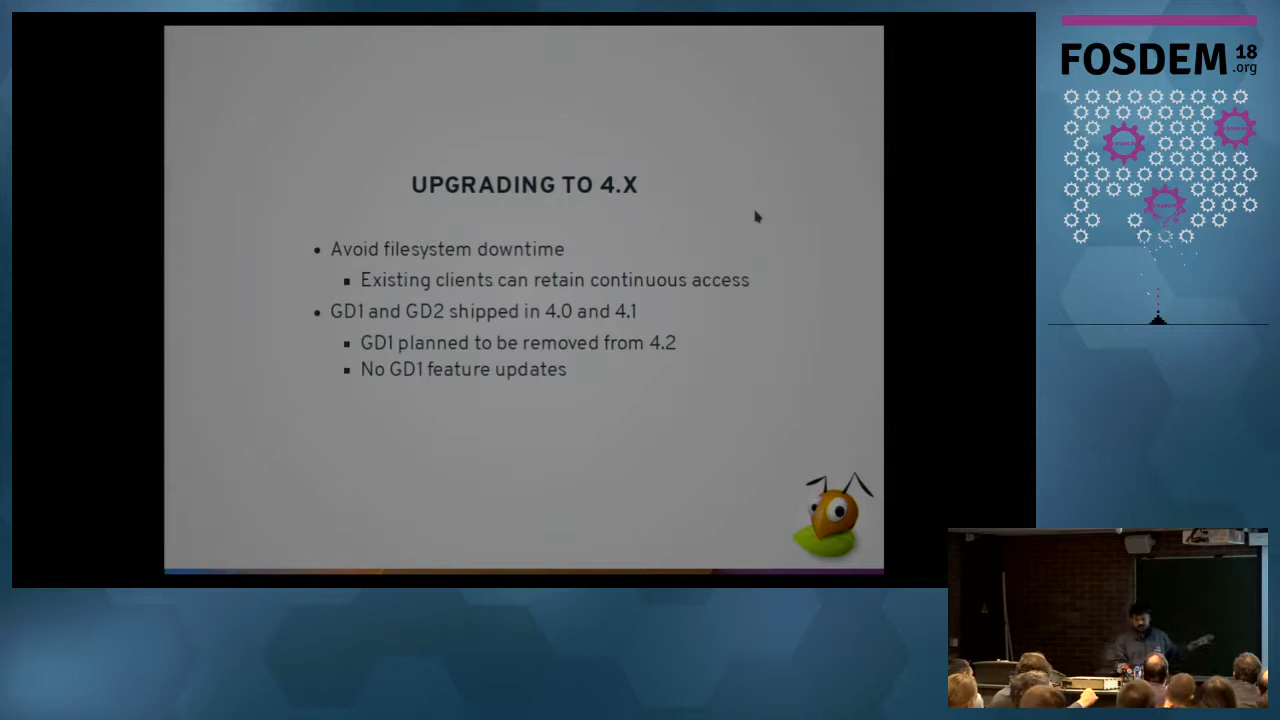 UPGRADING TO 4.X
• Avoid filesystem downtime
▪ Existing clients can retain continuous access
• GD1 and GD2 shipped in 4.0 and 4.1
▪ GD1 planned to be removed from 4.2
▪ No GD1 feature updates
FOSDEM 18
.org